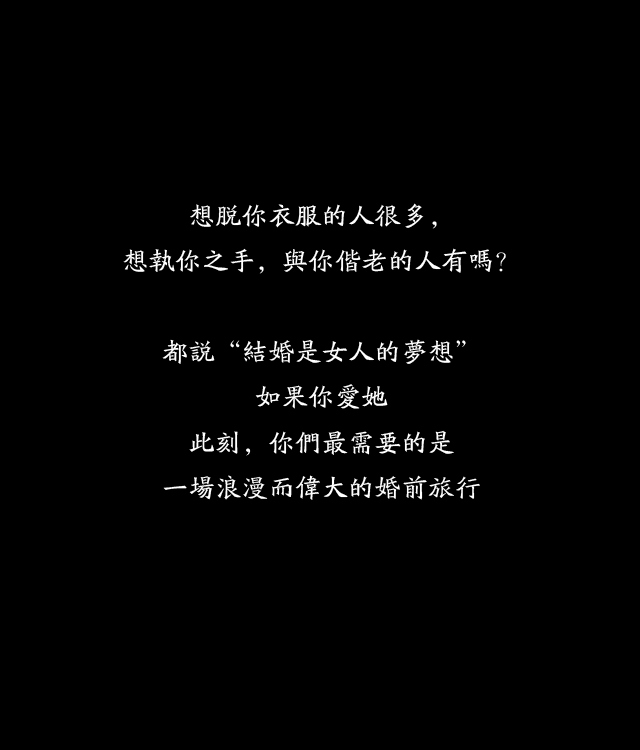 想脱你衣服的人很多，
想執你之手，與你偕老的人有嗎？
都説“結婚是女人的夢想”
如果你愛她
此刻，你們最需要的是
一場浪漫而偉大的婚前旅行